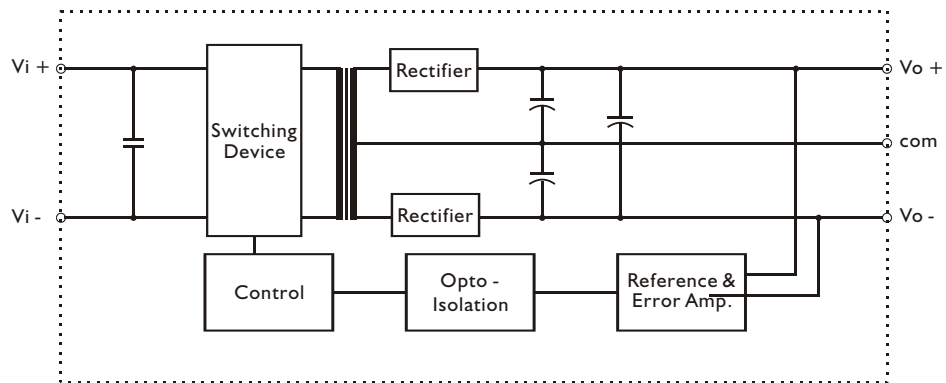 Vi +
Rectifier
Vo +
Switching
Device
com
Vi -
Rectifier
Vo -
Control
Opto -
Isolation
Reference &
Error Amp.